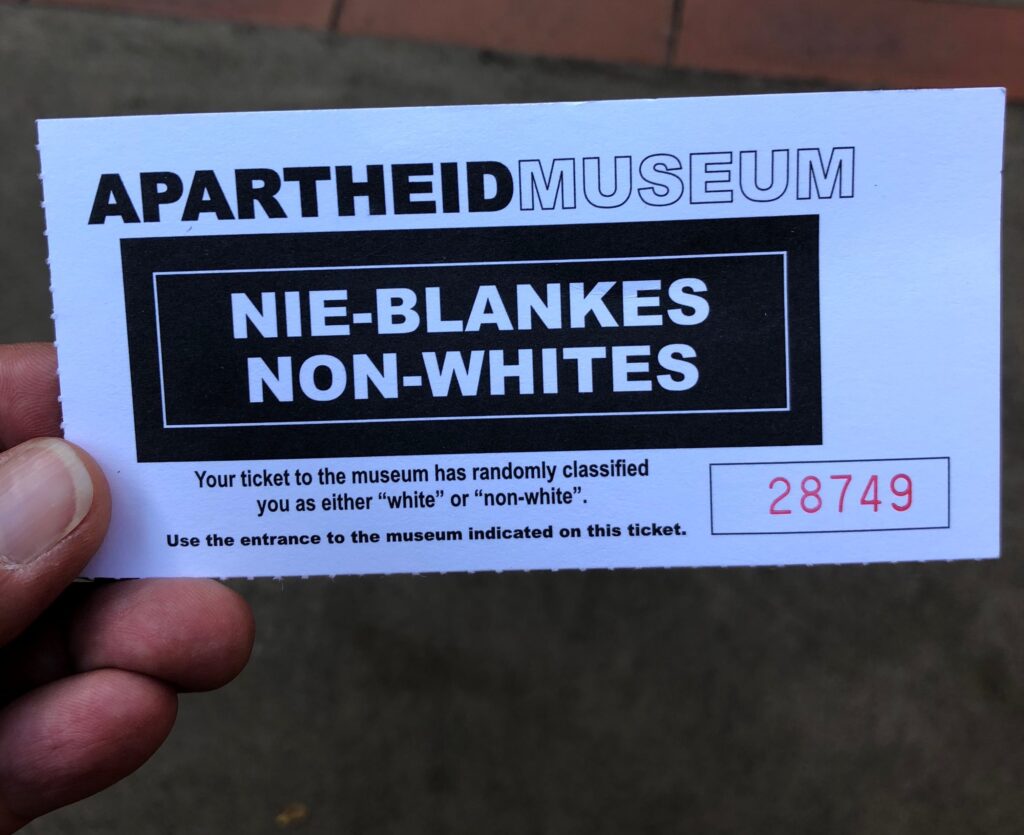 APARTHEIDMUSEUM
NIE-BLANKES
NON-WHITES
Your ticket to the museum has randomly classified
you as either “white” or “non-white”.
Use the entrance to the museum indicated on this ticket.
28749